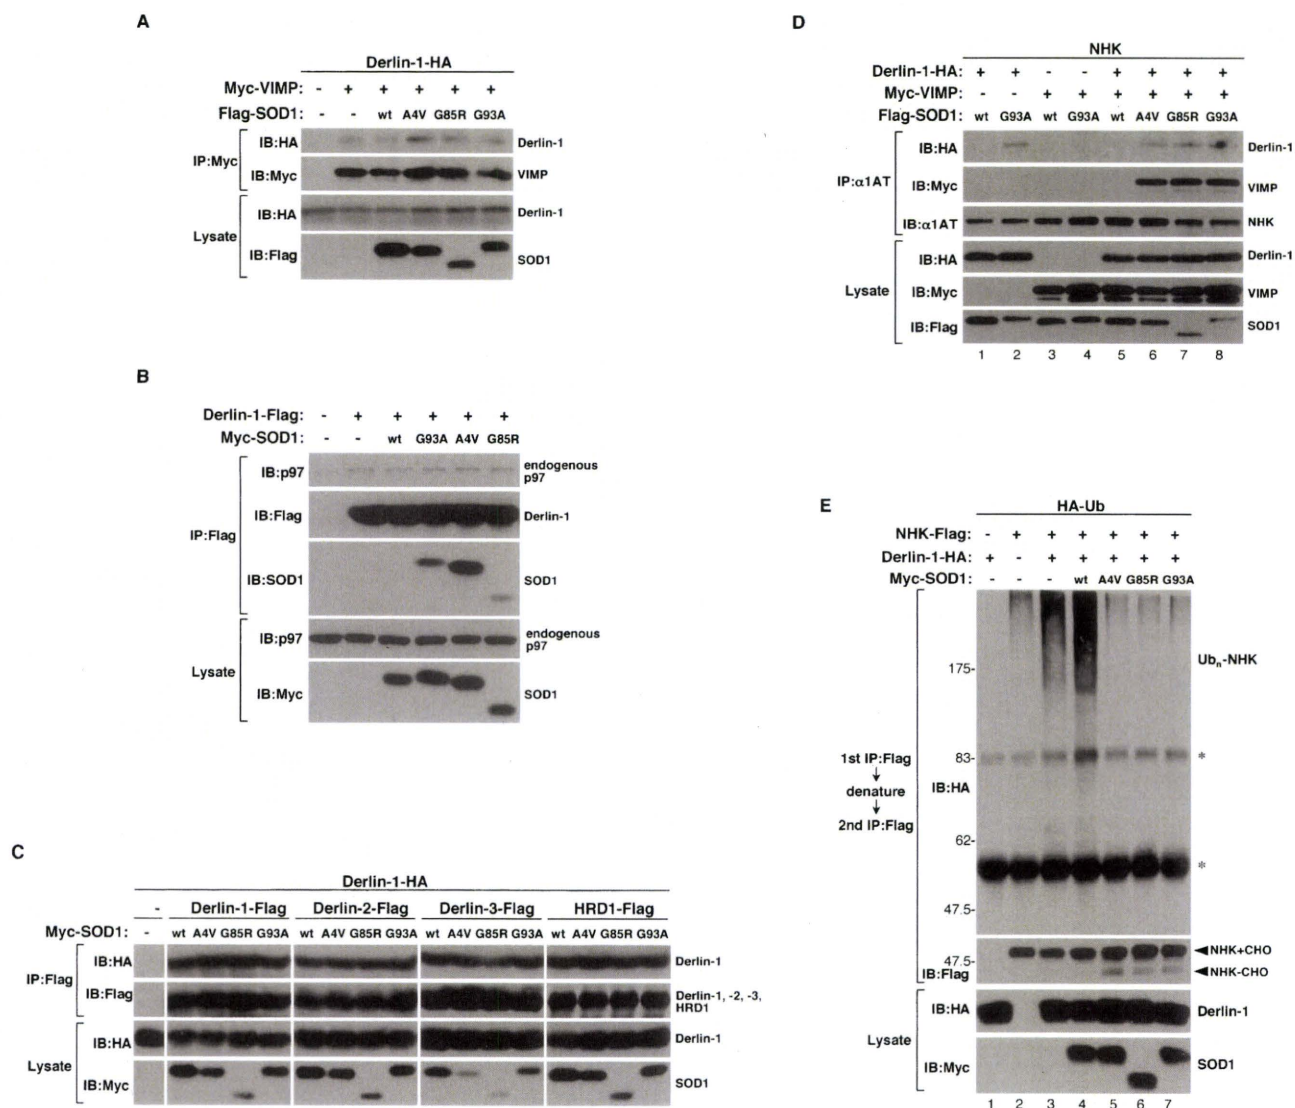 A
Derlin-1-HA
Myc-VIMP: - + + + + +
Flag-SOD1: - - wt A4V G85R G93A
IP:Myc
IB:HA Derlin-1
IB:Myc VIMP
Lysate
IB:HA Derlin-1
IB:Flag SOD1
B
Derlin-1-Flag: - + + + + +
Myc-SOD1: - - wt G93A A4V G85R
IP:Flag
IB:p97 endogenous p97
IB:Flag Derlin-1
IB:SOD1 SOD1
Lysate
IB:p97 endogenous p97
IB:Myc SOD1
C
Derlin-1-HA
- Derlin-1-Flag Derlin-2-Flag Derlin-3-Flag HRD1-Flag
Myc-SOD1: - wt A4V G85R G93A wt A4V G85R G93A wt A4V G85R G93A wt A4V G85R G93A
IP:Flag
IB:HA Derlin-1
IB:Flag Derlin-1, -2, -3, HRD1
Lysate
IB:HA Derlin-1
IB:Myc SOD1
D
NHK
Derlin-1-HA: + + - - + + + +
Myc-VIMP: - - + + + + + +
Flag-SOD1: wt G93A wt G93A wt A4V G85R G93A
IP:α1AT
IB:HA Derlin-1
IB:Myc VIMP
IB:α1AT NHK
Lysate
IB:HA Derlin-1
IB:Myc VIMP
IB:Flag SOD1
1 2 3 4 5 6 7 8
E
HA-Ub
NHK-Flag: - + + + + + +
Derlin-1-HA: + - + + + + +
Myc-SOD1: - - - wt A4V G85R G93A
175-
Ubn-NHK
1st IP:Flag
↓
denature
↓
2nd IP:Flag
83- *
IB:HA
62-
*
47.5-
47.5-
IB:Flag
◄NHK+CHO
◄NHK-CHO
Lysate
IB:HA Derlin-1
IB:Myc SOD1
1 2 3 4 5 6 7